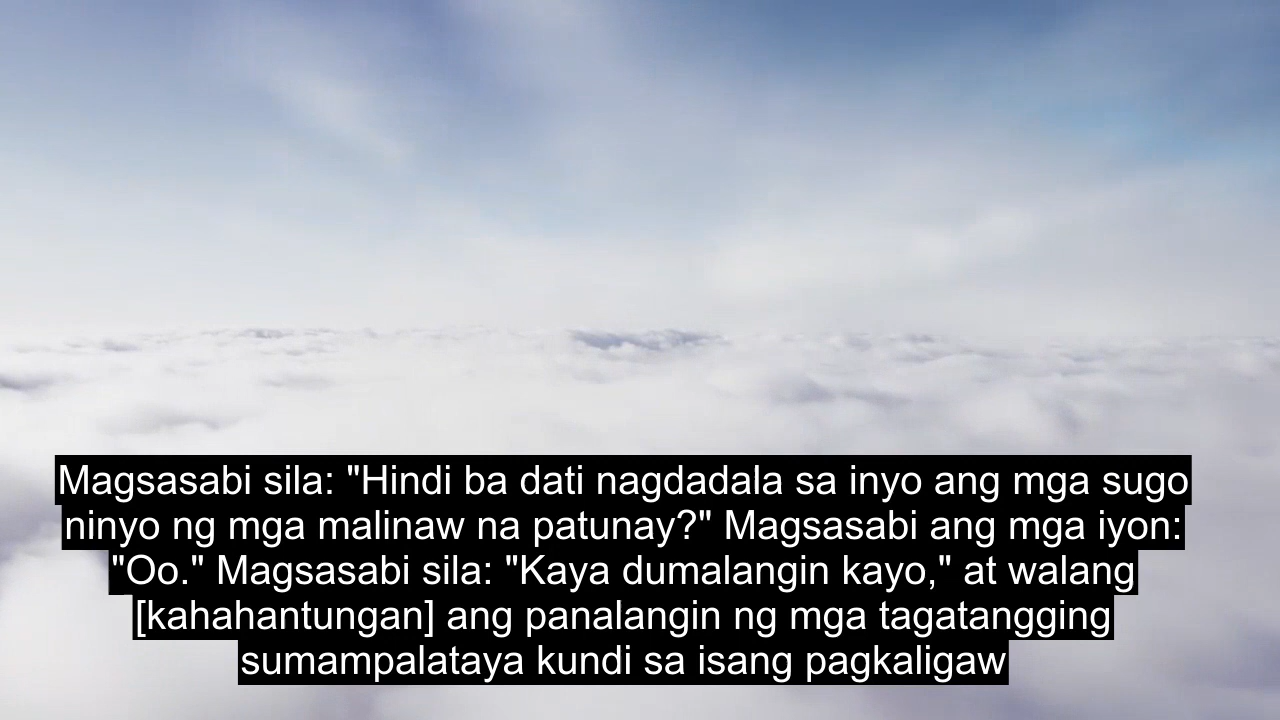 Magsasabi sila: "Hindi ba dati nagdadala sa inyo ang mga sugo
ninyo ng mga malinaw na patunay?" Magsasabi ang mga iyon:
"Oo." Magsasabi sila: "Kaya dumalangin kayo," at walang
[kahahantungan] ang panalangin ng mga tagatangging
sumampalataya kundi sa isang pagkaligaw